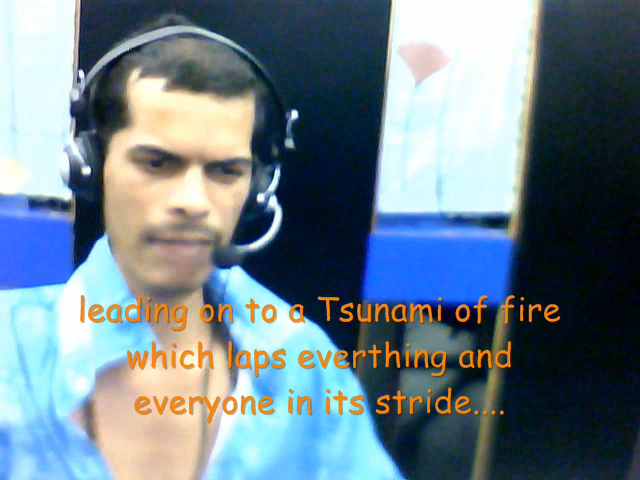 leading on to a Tsunami of fire
which laps everthing and
everyone in its stride....